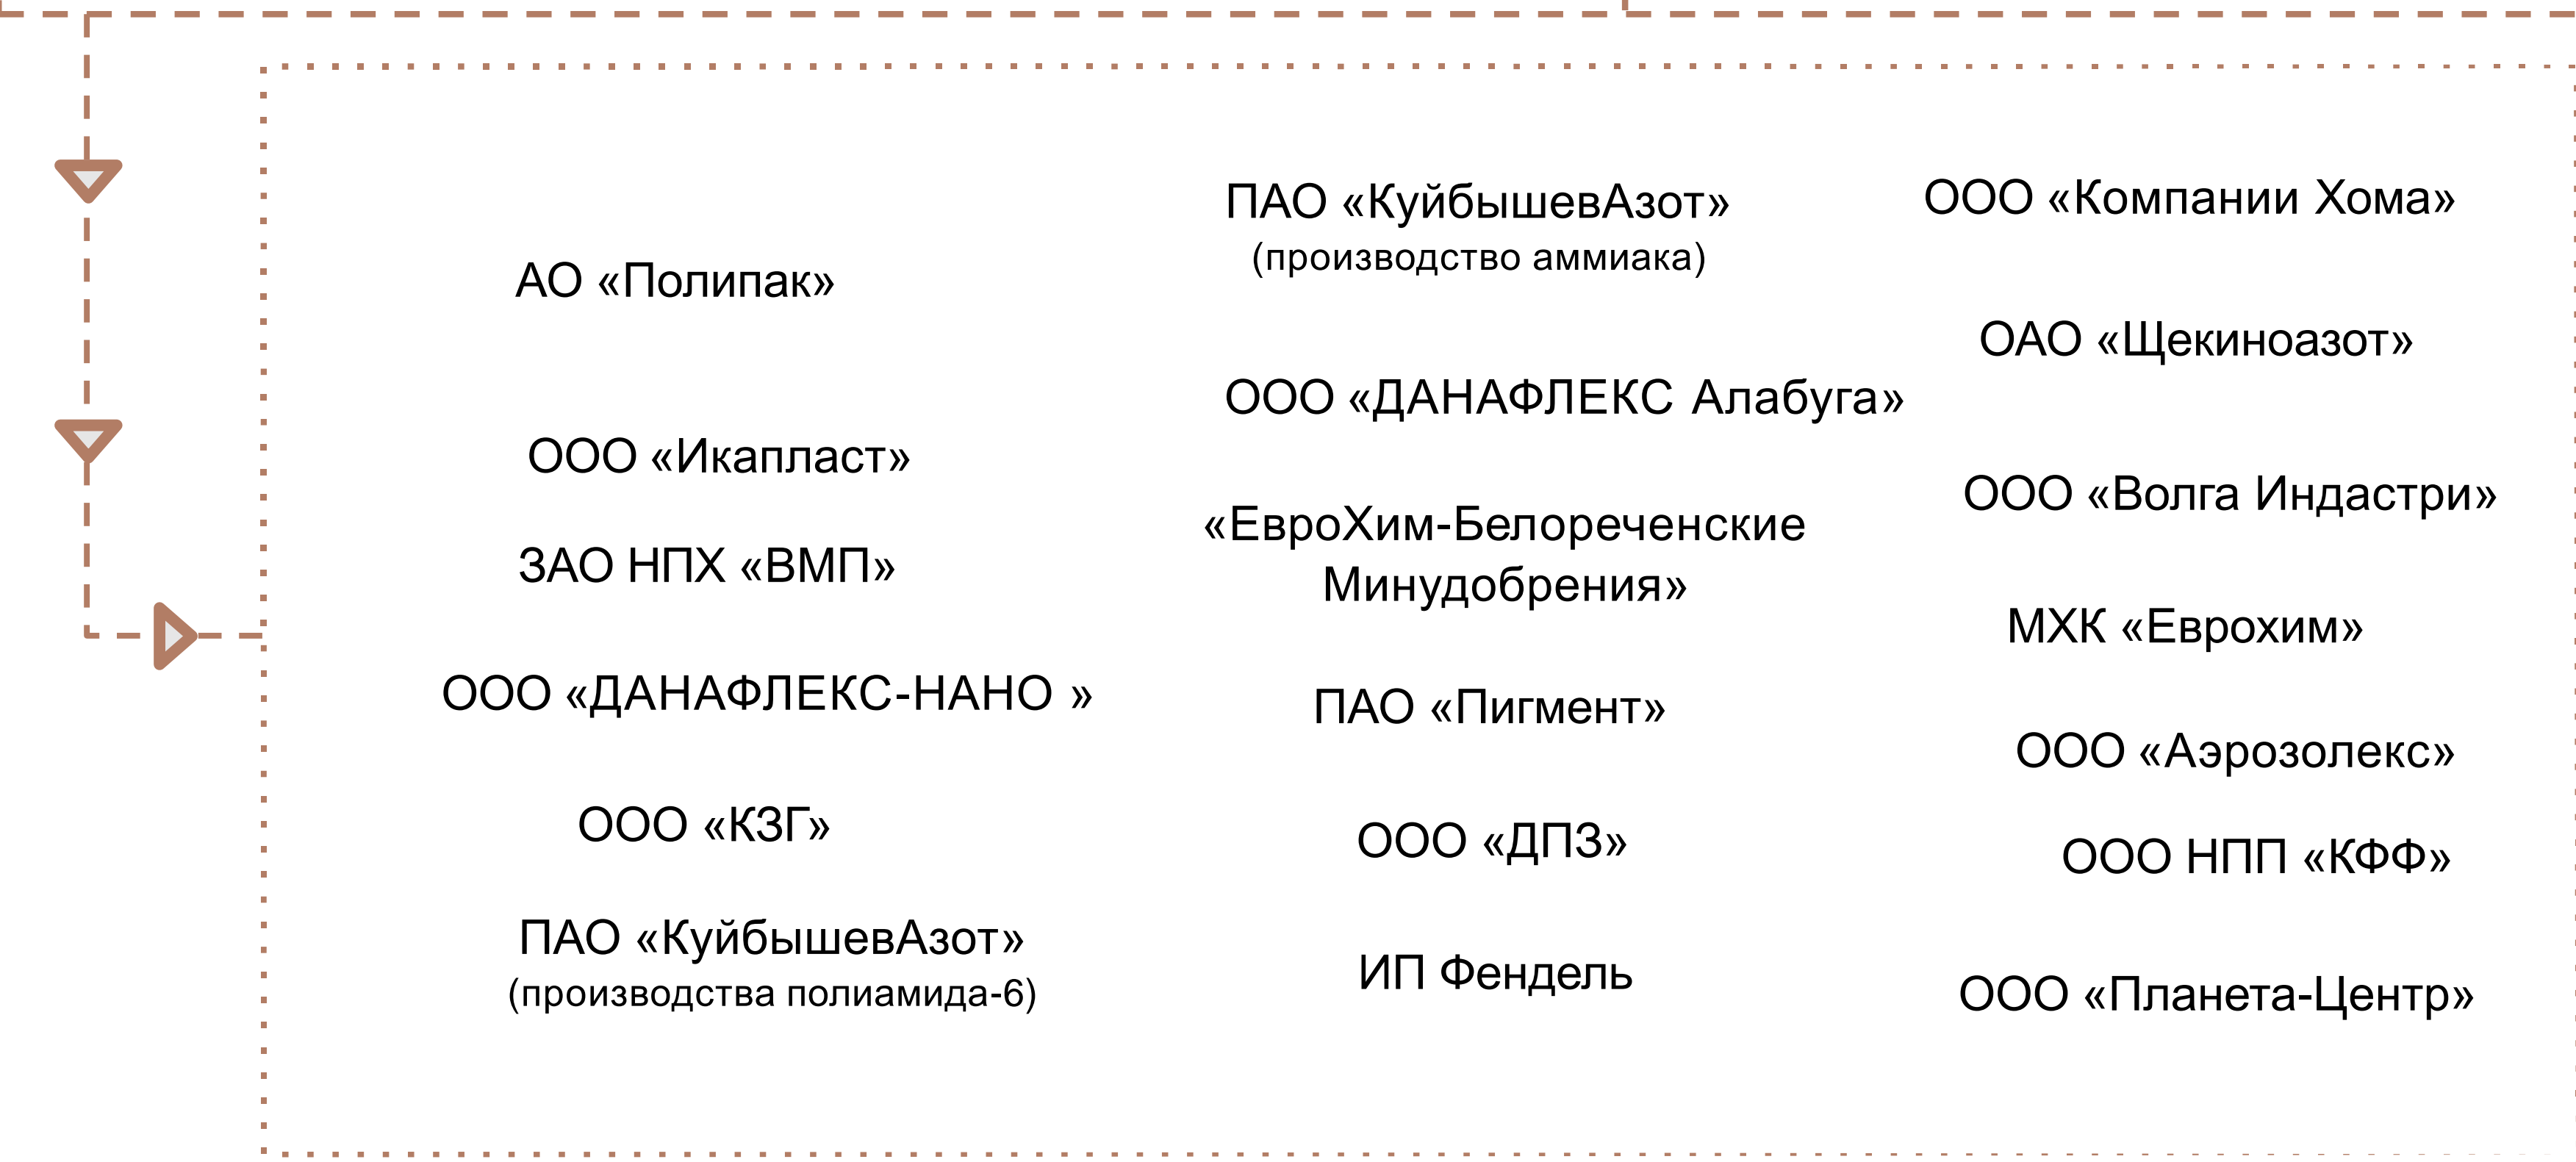 АО «Полипак»
ООО «Икапласт»
ЗАО НПХ «ВМП»
ООО «ДАНАФЛЕКС-НАНО »
ООО «КЗГ»
ПАО «КуйбышевАзот»
(производства полиамида-6)
ПАО «КуйбышевАзот»
(производство аммиака)
ООО «ДАНАФЛЕКС Алабуга»
«ЕвроХим-Белореченские
Минудобрения»
ПАО «Пигмент»
ООО «ДПЗ»
ИП Фендель
ООО «Компании Хома»
ОАО «Щекиноазот»
ООО «Волга Индастри»
МХК «Еврохим»
ООО «Аэрозолекс»
ООО НПП «КФФ»
ООО «Планета-Центр»